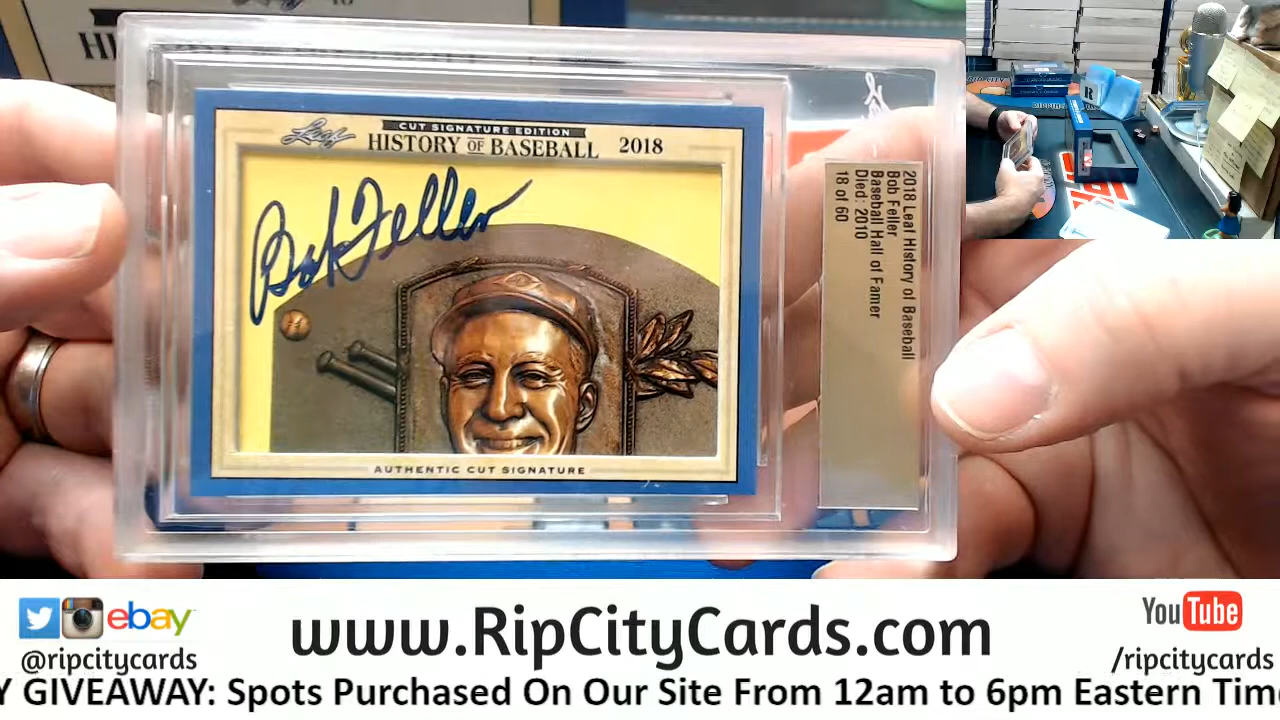 HI
Leaf
CUT SIGNATURE EDITION
HISTORY OF BASEBALL 2018
Bob Feller
AUTHENTIC CUT SIGNATURE
2018 Leaf History of Baseball
Bob Feller
Baseball Hall of Famer
Died: 2010
18 of 60
ebay
@ripcitycards
www.RipCityCards.com
YouTube
/ripcitycards
Y GIVEAWAY: Spots Purchased On Our Site From 12am to 6pm Eastern Time